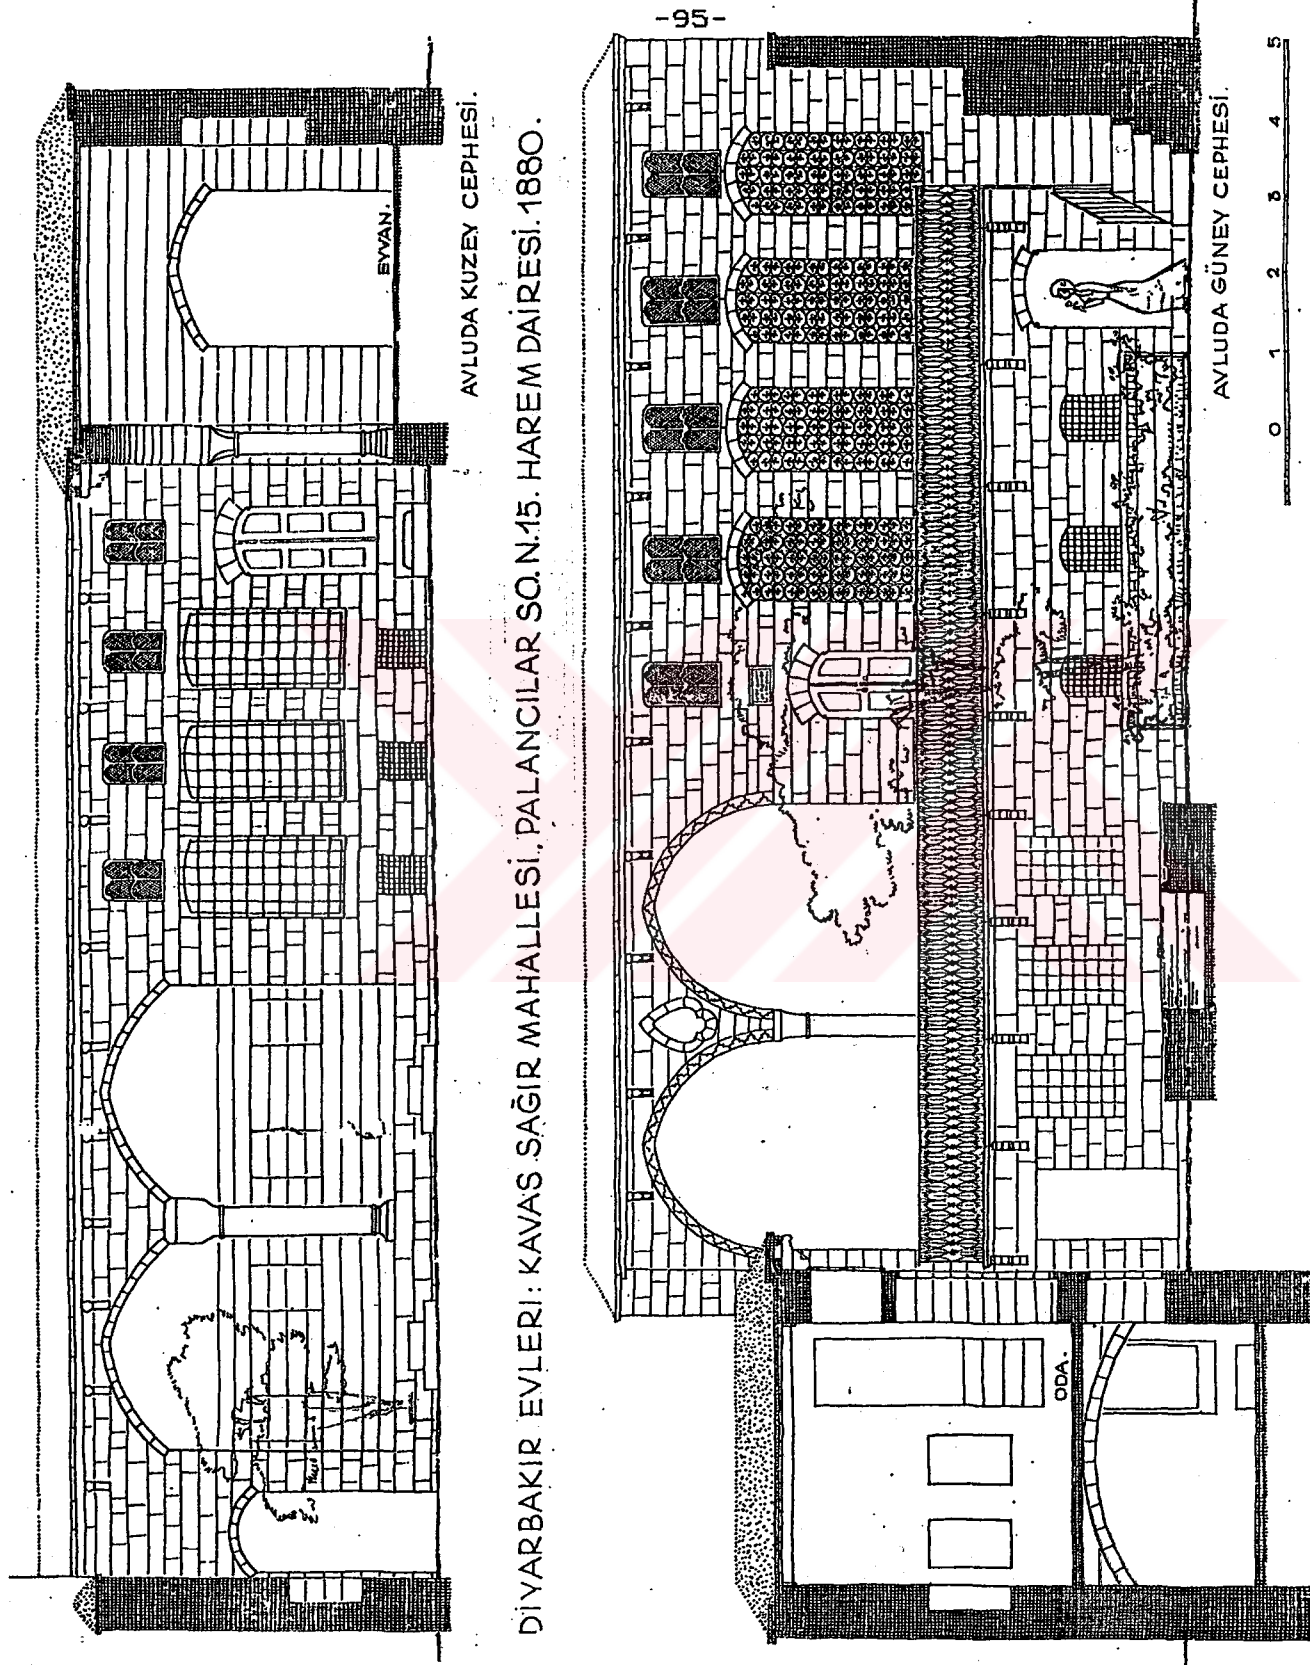 -95-
EYVAN.
AVLUDA KUZEY CEPHESİ.
DİYARBAKIR EVLERİ: KAVAS SAĞIR MAHALLESİ, PALANCILAR SO. N.15. HAREM DAİRESİ. 1880.
ODA.
AVLUDA GÜNEY CEPHESİ.
0 1 2 3 4 5